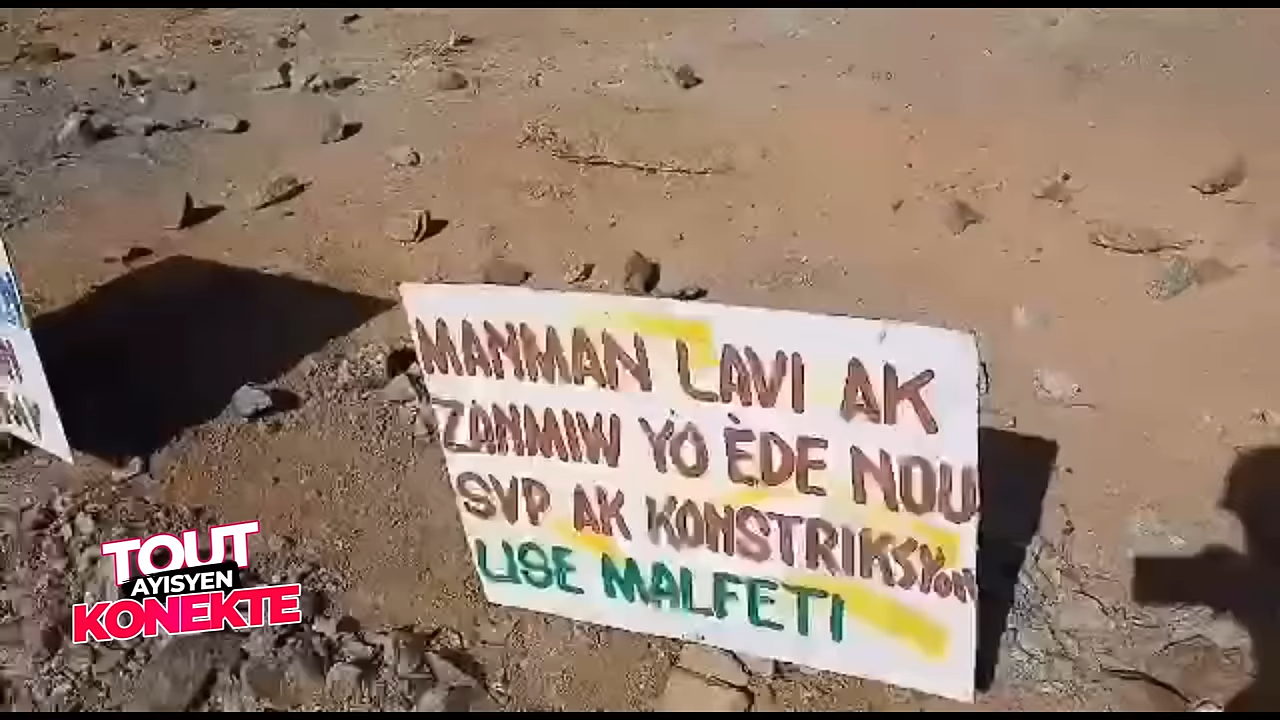 MANMAN LAVI AK
ZANMIW YO ÈDE NOU
SVP AK KONSTRIKSYON
LISE MALFETI
TOUT
AYISYEN
KONEKTE